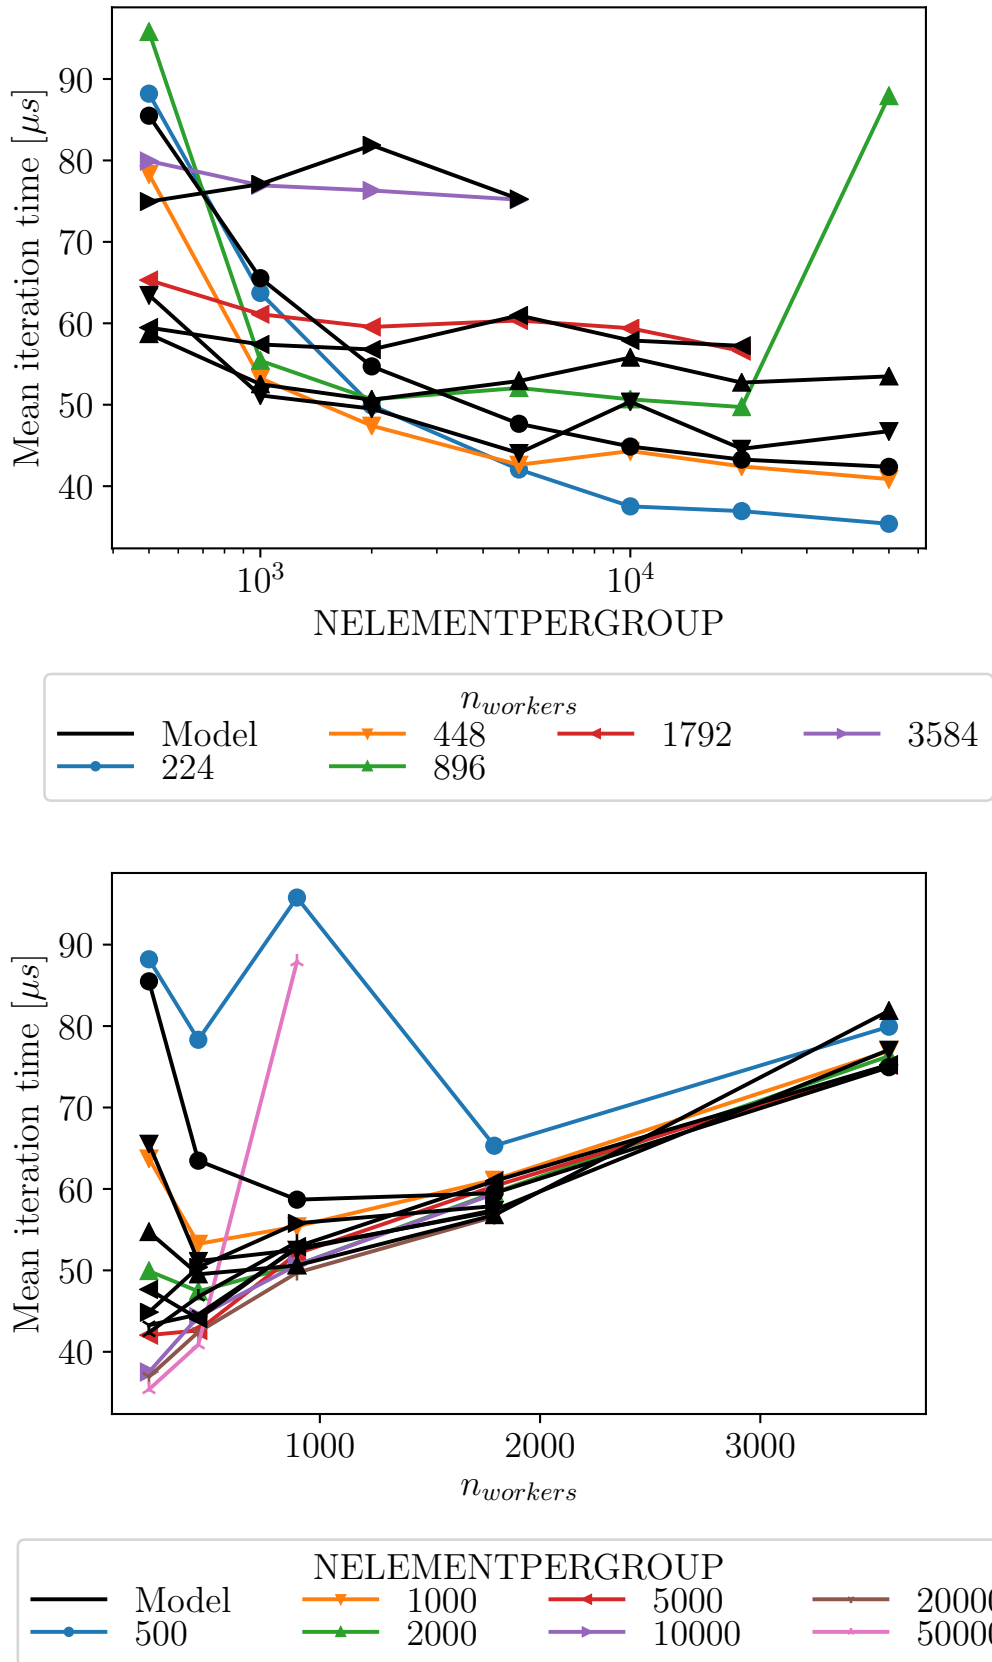 Mean iteration time [μs]
90
80
70
60
50
40
10³ 10⁴
NELEMENTPERGROUP
n_workers
Model 448 1792 3584
224 896
Mean iteration time [μs]
90
80
70
60
50
40
1000 2000 3000
n_workers
NELEMENTPERGROUP
Model 1000 5000 20000
500 2000 10000 50000